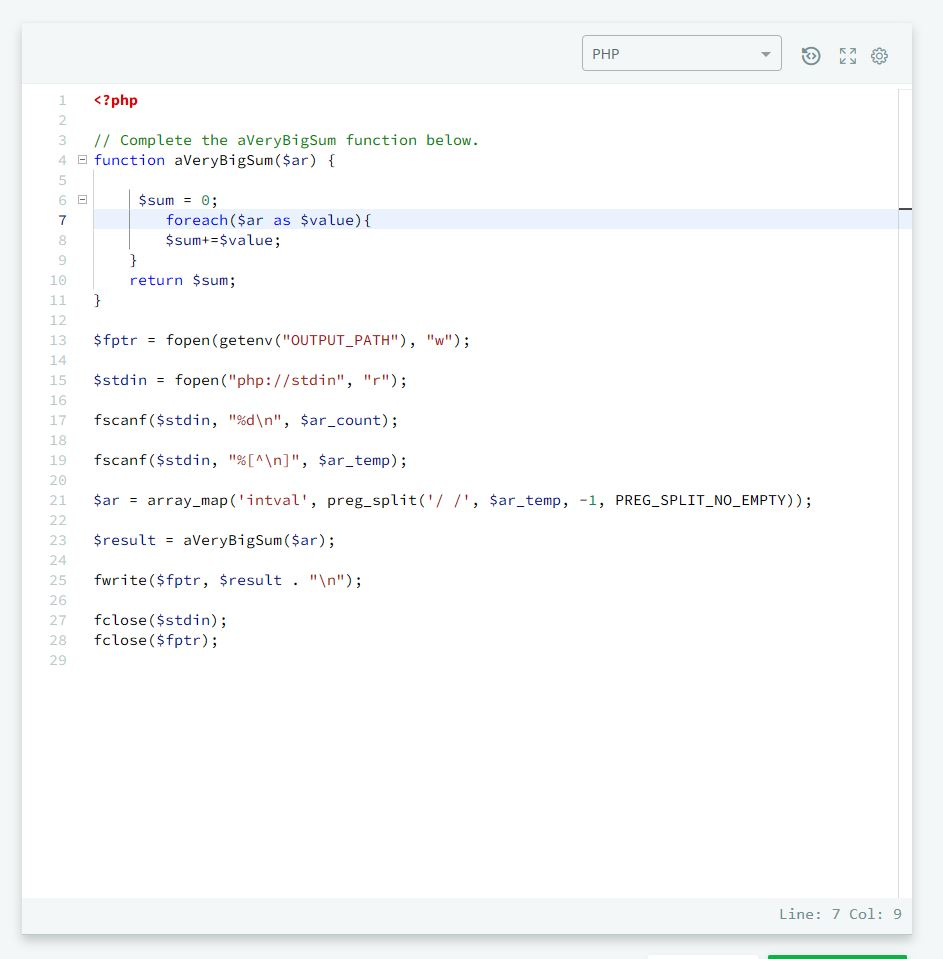 PHP
1 <?php
2
3 // Complete the aVeryBigSum function below.
4 function aVeryBigSum($ar) {
5
6 $sum = 0;
7 foreach($ar as $value){
8 $sum+=$value;
9 }
10 return $sum;
11 }
12
13 $fptr = fopen(getenv("OUTPUT_PATH"), "w");
14
15 $stdin = fopen("php://stdin", "r");
16
17 fscanf($stdin, "%d\n", $ar_count);
18
19 fscanf($stdin, "%[^\n]", $ar_temp);
20
21 $ar = array_map('intval', preg_split('/ /', $ar_temp, -1, PREG_SPLIT_NO_EMPTY));
22
23 $result = aVeryBigSum($ar);
24
25 fwrite($fptr, $result . "\n");
26
27 fclose($stdin);
28 fclose($fptr);
29
Line: 7 Col: 9